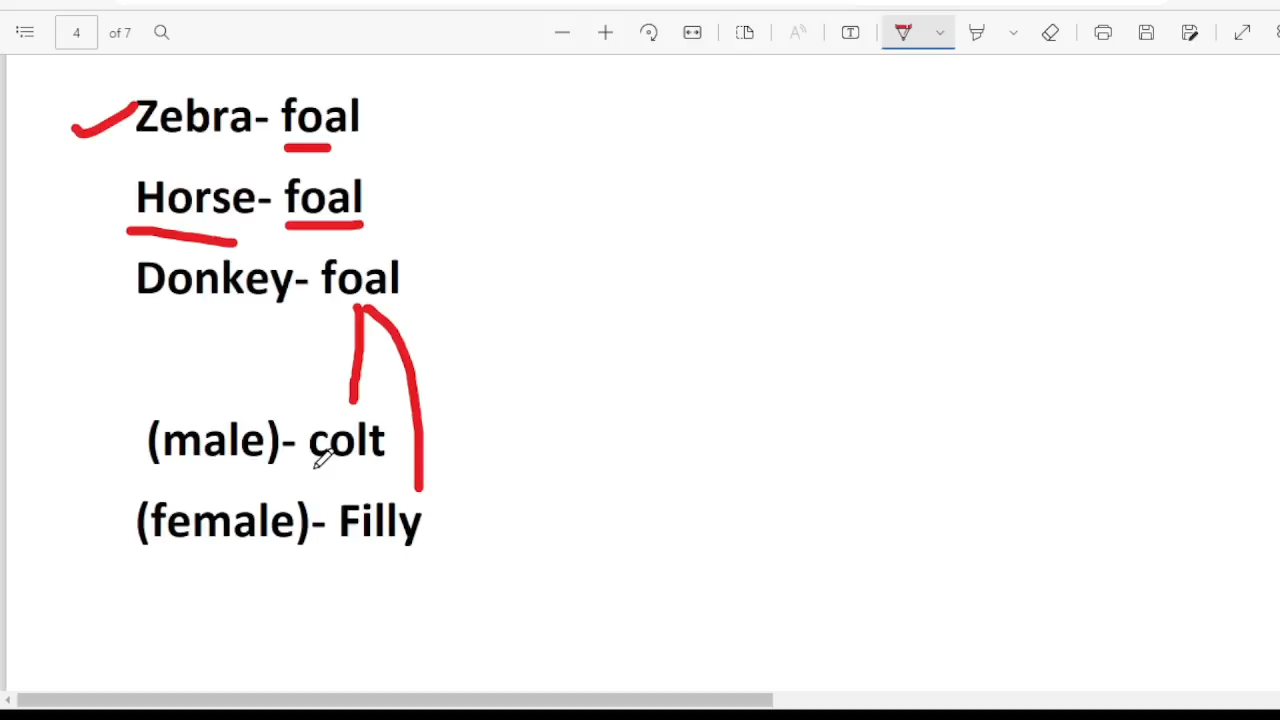 4 of 7
Zebra- foal
Horse- foal
Donkey- foal
(male)- colt
(female)- Filly